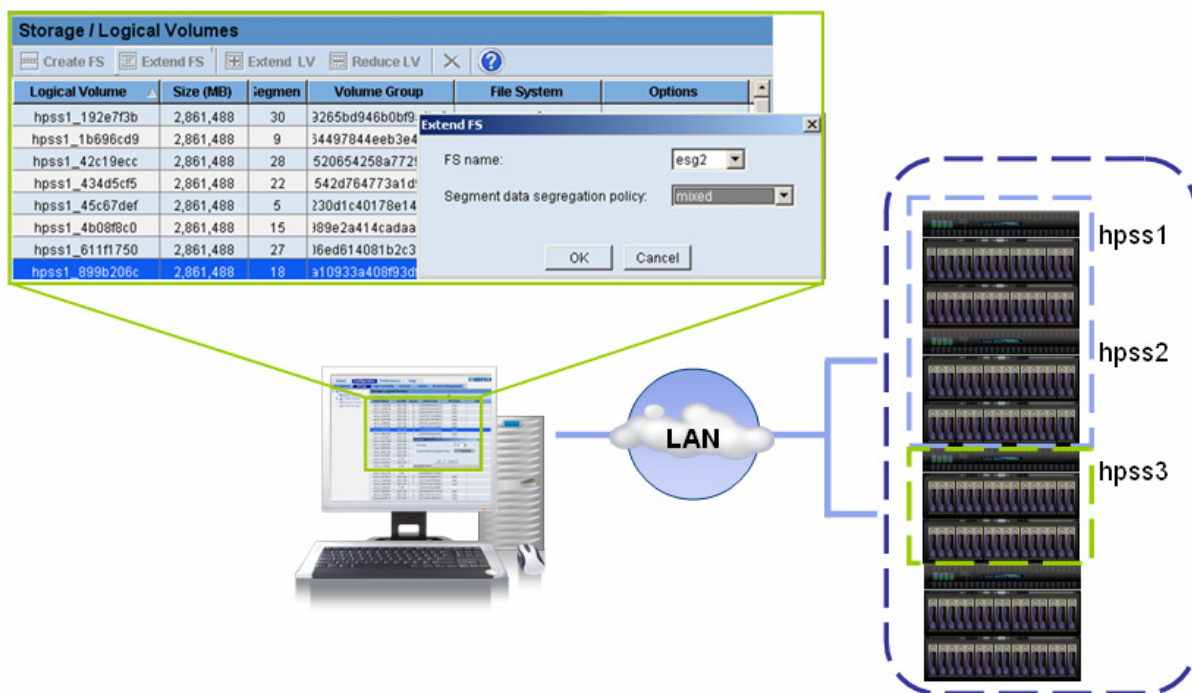 Storage / Logical Volumes
Create FS Extend FS Extend LV Reduce LV
Logical Volume Size (MB) Segmen Volume Group File System Options
hpss1_192e7f3b 2,861,488 30
hpss1_1b696cd9 2,861,488 9
hpss1_42c19ecc 2,861,488 28
hpss1_434d5cf5 2,861,488 22
hpss1_45c67def 2,861,488 5
hpss1_4b08f8c0 2,861,488 15
hpss1_611f1750 2,861,488 27
hpss1_899b206c 2,861,488 18
Extend FS
FS name: esg2
Segment data segregation policy: mixed
OK Cancel
LAN
hpss1
hpss2
hpss3